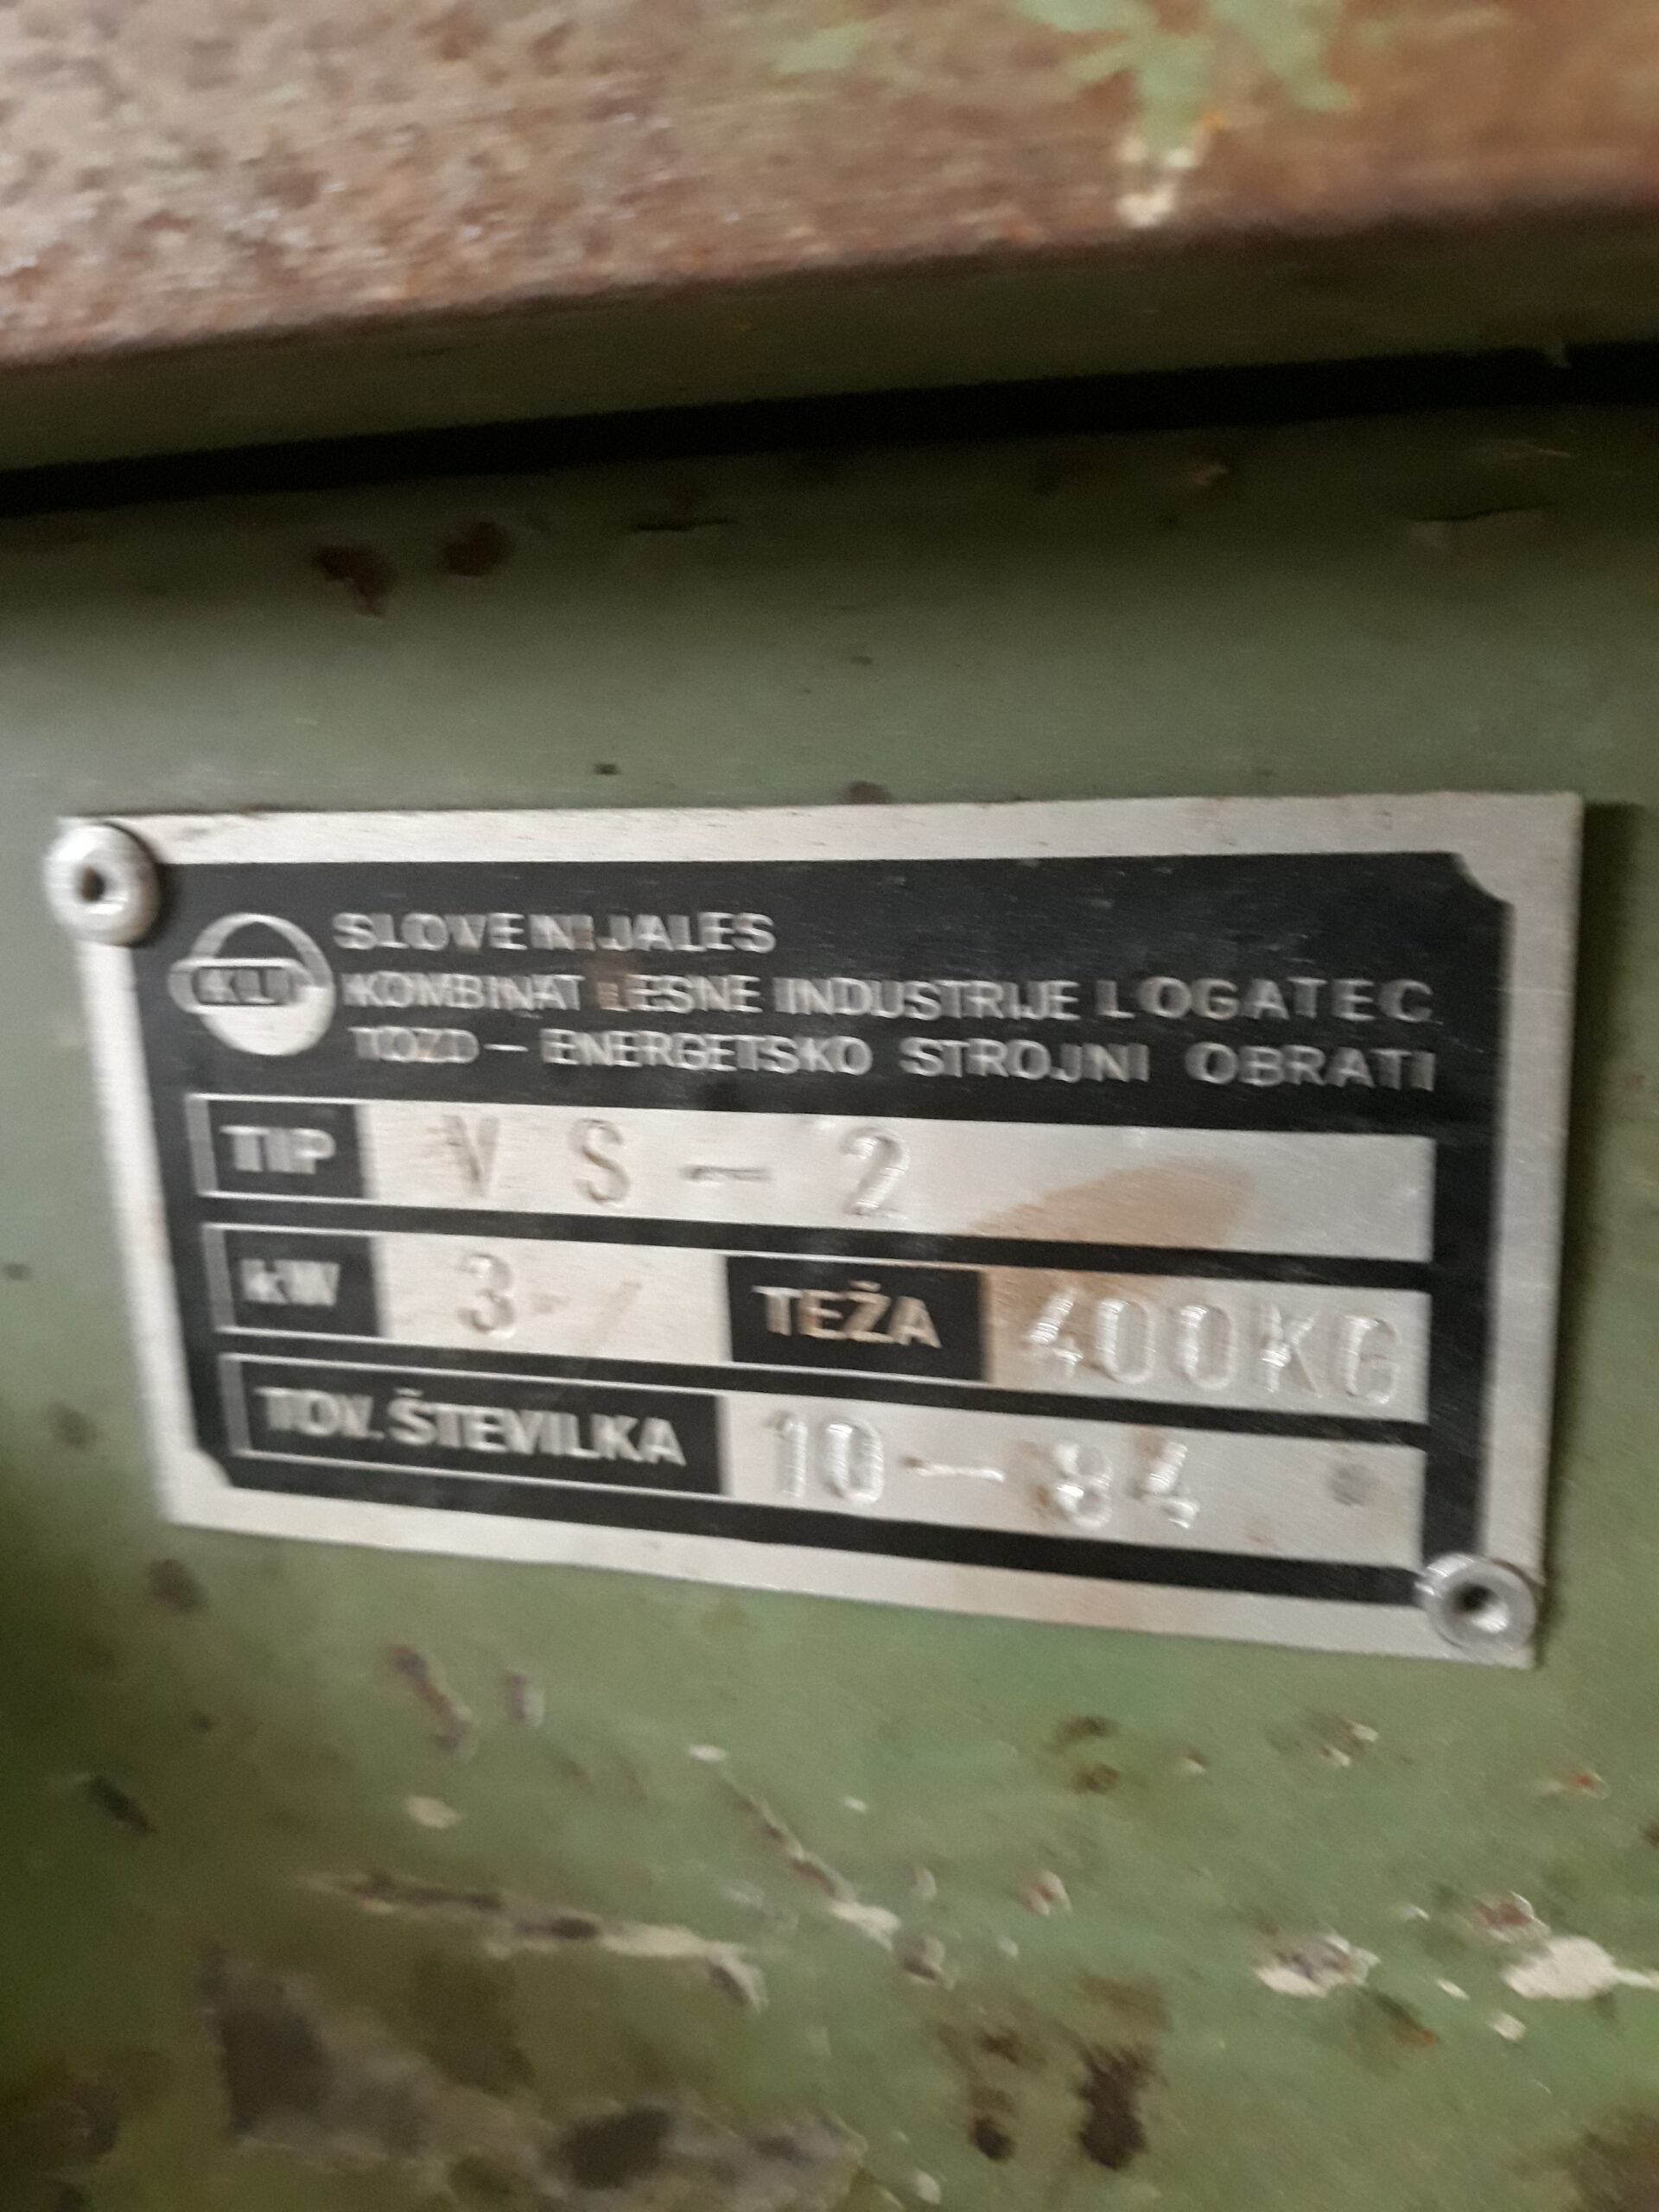 SLOVENIJALES
KLI KOMBINAT LESNE INDUSTRIJE LOGATEC
TOZD - ENERGETSKO STROJNI OBRATI
TIP VS-2
kW 3 TEŽA 400KG
TOV. ŠTEVILKA 10-84